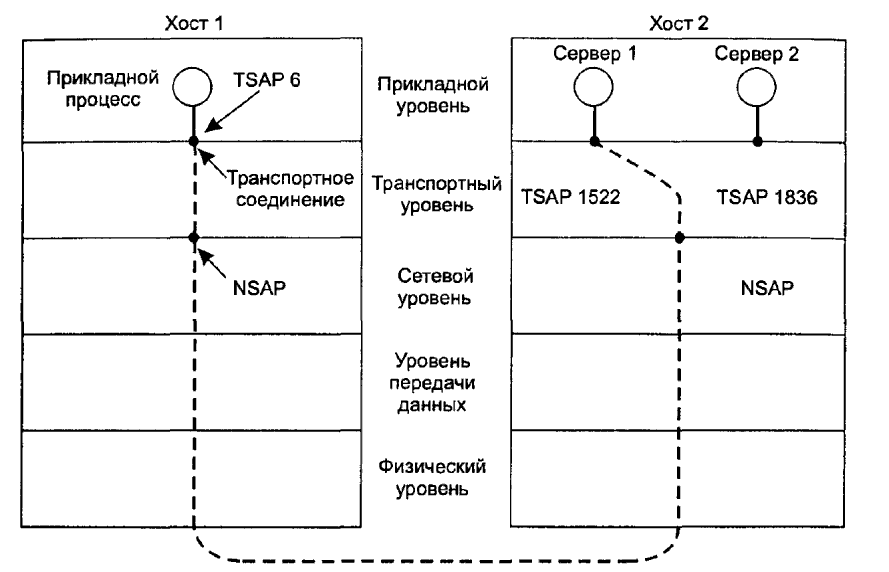 Хост 1
Хост 2
Прикладной
процесс
TSAP 6
Прикладной
уровень
Сервер 1
Сервер 2
Транспортное
соединение
Транспортный
уровень
TSAP 1522
TSAP 1836
NSAP
Сетевой
уровень
NSAP
Уровень
передачи
данных
Физический
уровень